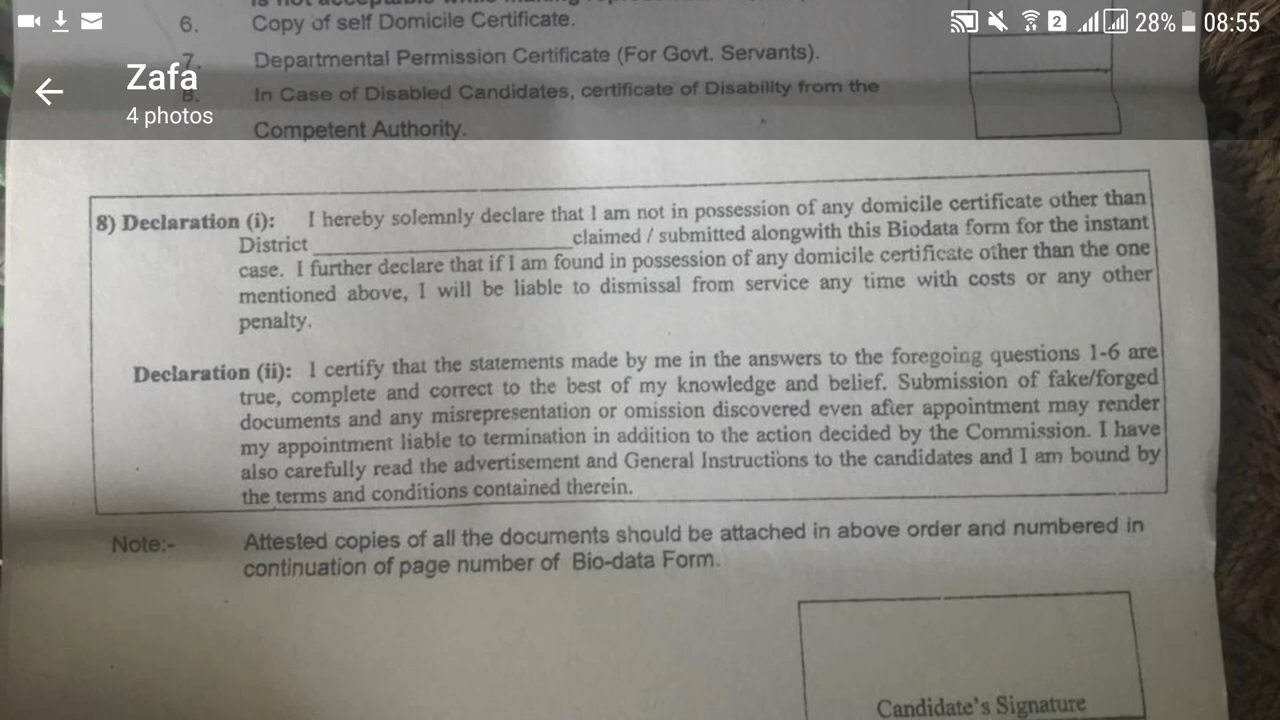 6. Copy of self Domicile Certificate.
28% 08:55
7. Departmental Permission Certificate (For Govt. Servants).
Zafa
4 photos
8. In Case of Disabled Candidates, certificate of Disability from the
Competent Authority.
8) Declaration (i): I hereby solemnly declare that I am not in possession of any domicile certificate other than
District ____________________ claimed / submitted alongwith this Biodata form for the instant
case. I further declare that if I am found in possession of any domicile certificate other than the one
mentioned above, I will be liable to dismissal from service any time with costs or any other
penalty.
Declaration (ii): I certify that the statements made by me in the answers to the foregoing questions 1-6 are
true, complete and correct to the best of my knowledge and belief. Submission of fake/forged
documents and any misrepresentation or omission discovered even after appointment may render
my appointment liable to termination in addition to the action decided by the Commission. I have
also carefully read the advertisement and General Instructions to the candidates and I am bound by
the terms and conditions contained therein.
Note:- Attested copies of all the documents should be attached in above order and numbered in
continuation of page number of Bio-data Form.
Candidate's Signature